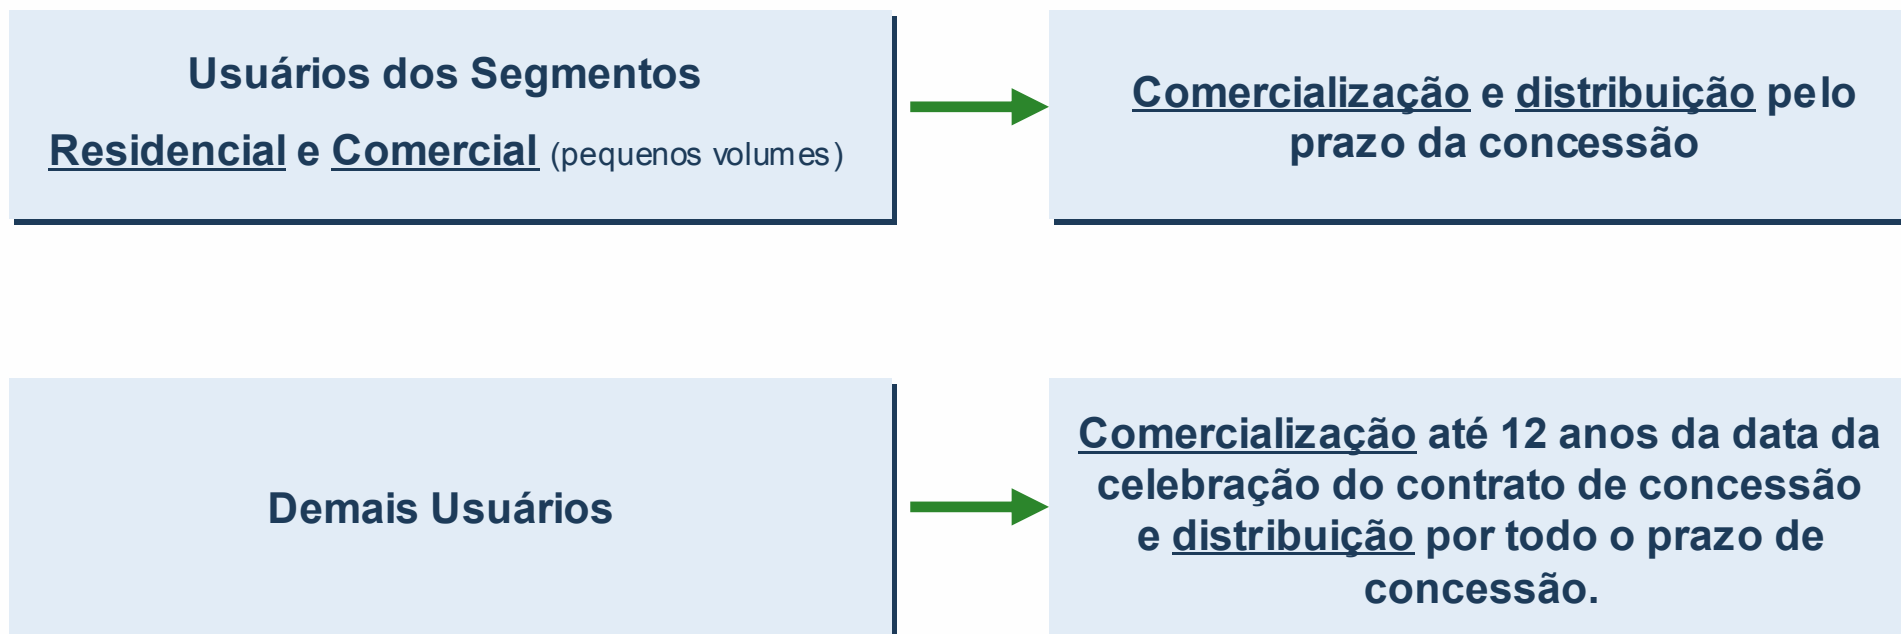 Usuários dos Segmentos
Residencial e Comercial (pequenos volumes)
Comercialização e distribuição pelo
prazo da concessão
Demais Usuários
Comercialização até 12 anos da data da
celebração do contrato de concessão
e distribuição por todo o prazo de
concessão.